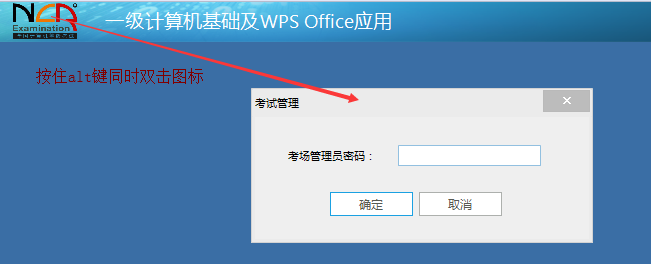 NCR
Examination
一级计算机基础及WPS Office应用
按住alt键同时双击图标
考试管理
×
考场管理员密码：
确定
取消